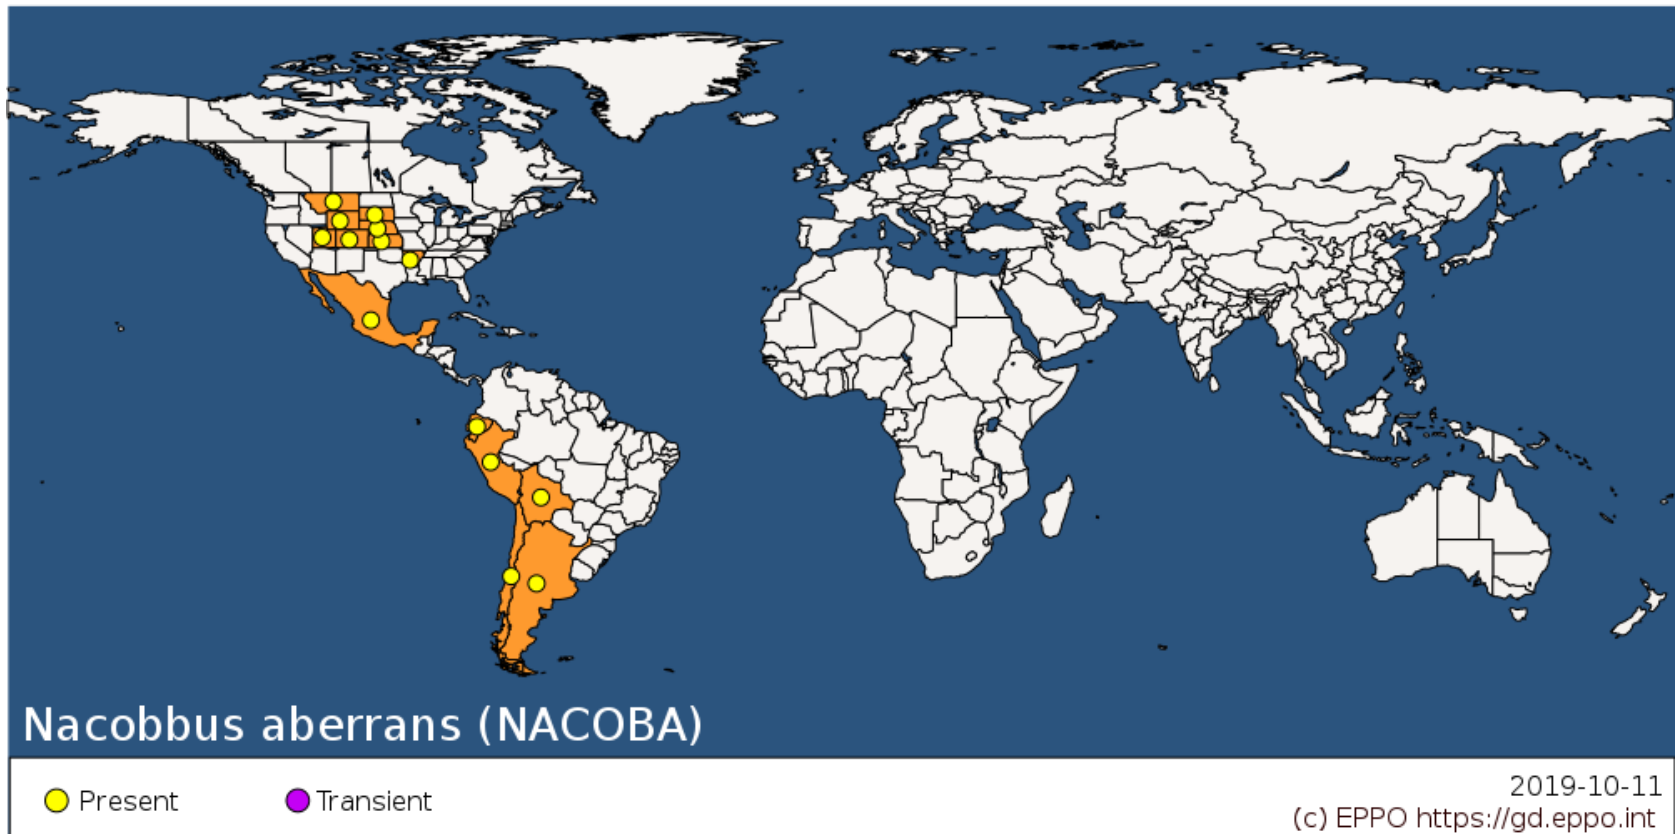 Nacobbus aberrans (NACOBA)
Present
Transient
2019-10-11
(c) EPPO https://gd.eppo.int